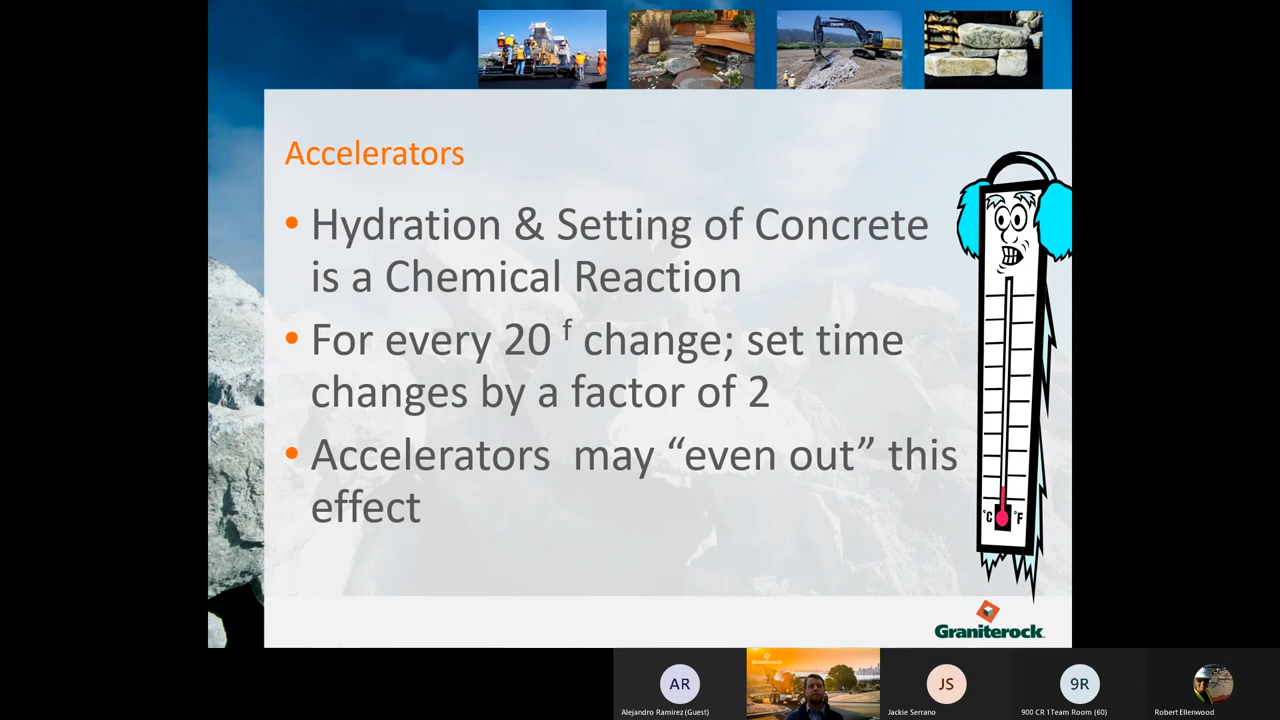 Accelerators
• Hydration & Setting of Concrete
is a Chemical Reaction
• For every 20 f change; set time
changes by a factor of 2
• Accelerators may “even out” this
effect
°C °F
Graniterock
Graniterock
AR
JS
9R
Alejandro Ramirez (Guest)
Jackie Serrano
900 CR 1Team Room (60)
Robert Ellenwood